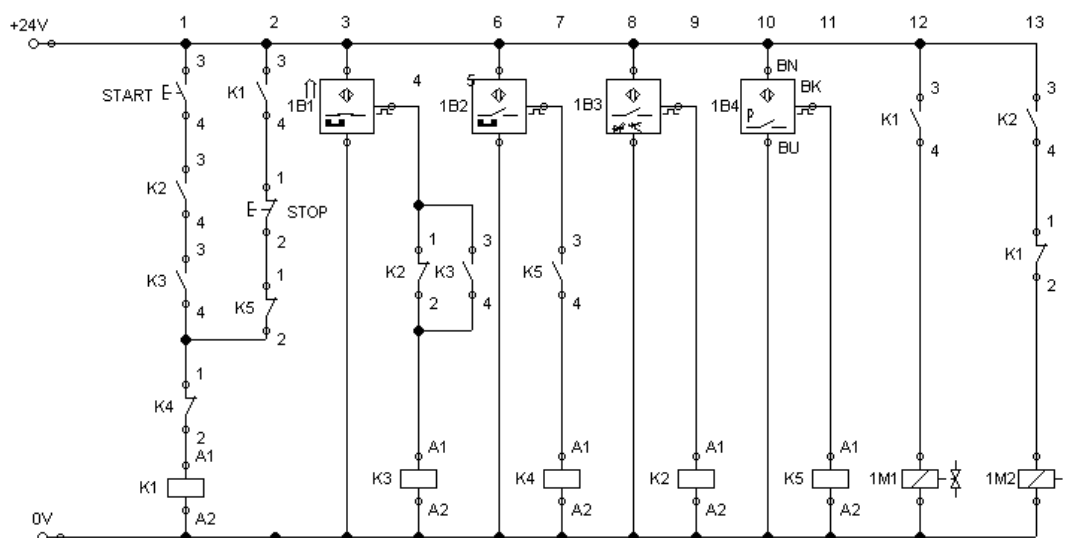 1 2 3 6 7 8 9 10 11 12 13
+24V
3 3 4 5 BN 3 3
START K1 1B1 1B2 1B3 1B4 BK K1 K2
4 4 4 4
P
BU
3 1 1
K2 STOP K1
4 2 2
3 1 1 3 3
K3 K5 K2 K3 K5
4 2 2 4 4
1
K4
2
A1 A1 A1 A1 A1
K1 K3 K4 K2 K5 1M1 1M2
A2 A2 A2 A2 A2
0V